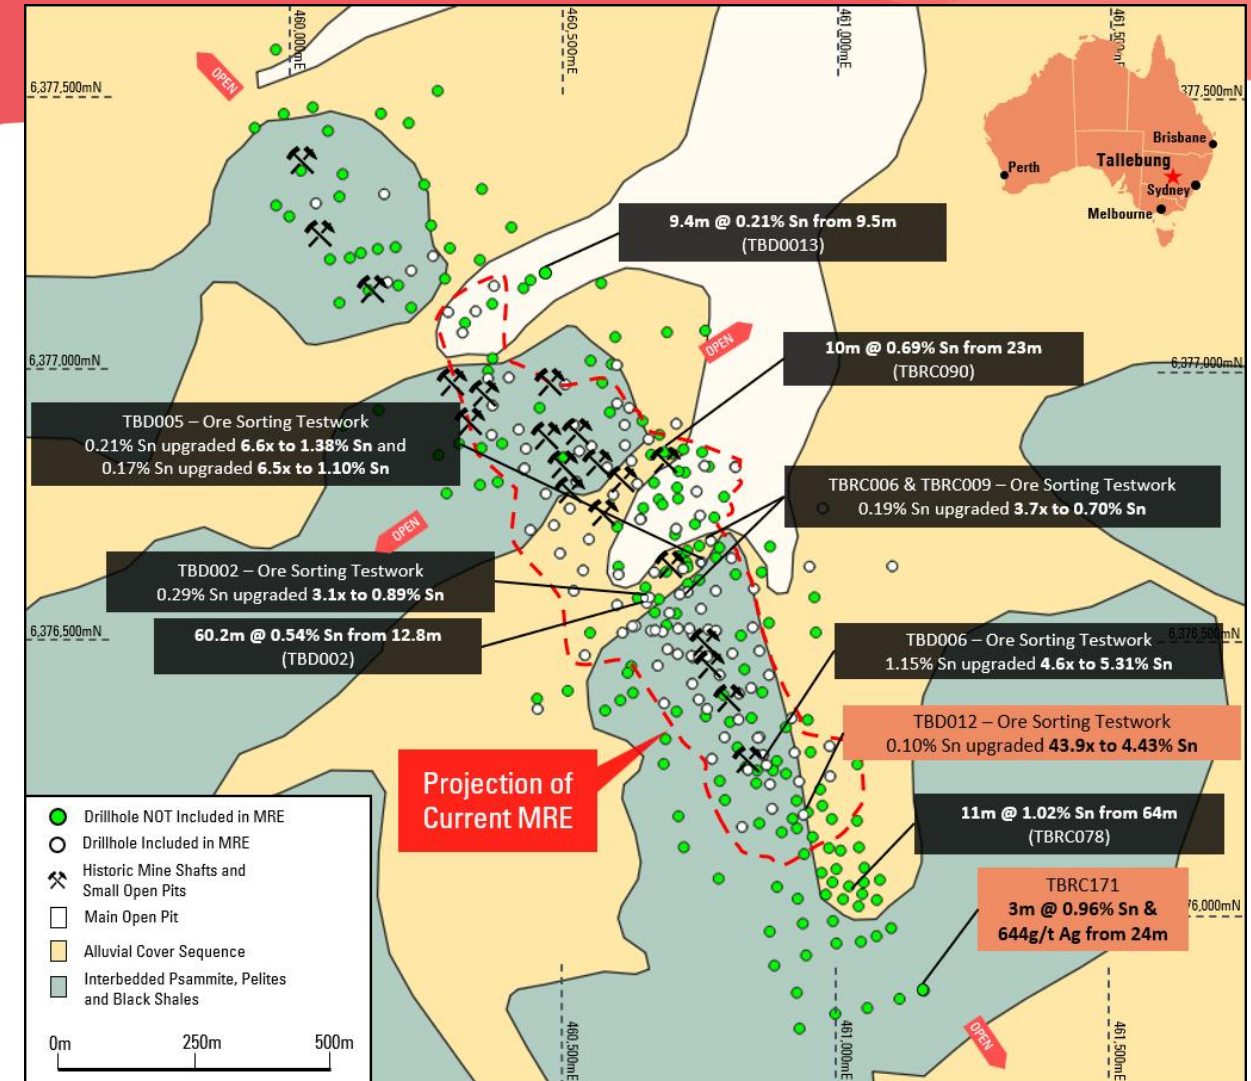 460,000mE
460,500mE
461,000mE
6,377,500mN
377,500mN
OPEN
Brisbane
Perth
Tallebung
Sydney
Melbourne
9.4m @ 0.21% Sn from 9.5m
(TBD0013)
OPEN
10m @ 0.69% Sn from 23m
(TBRC090)
6,377,000mN
6,377,000mN
TBD005 – Ore Sorting Testwork
0.21% Sn upgraded 6.6x to 1.38% Sn and
0.17% Sn upgraded 6.5x to 1.10% Sn
TBRC006 & TBRC009 – Ore Sorting Testwork
0.19% Sn upgraded 3.7x to 0.70% Sn
OPEN
TBD002 – Ore Sorting Testwork
0.29% Sn upgraded 3.1x to 0.89% Sn
60.2m @ 0.54% Sn from 12.8m
(TBD002)
6,376,500mN
6,376,500mN
TBD006 – Ore Sorting Testwork
1.15% Sn upgraded 4.6x to 5.31% Sn
TBD012 – Ore Sorting Testwork
0.10% Sn upgraded 43.9x to 4.43% Sn
Projection of
Current MRE
11m @ 1.02% Sn from 64m
(TBRC078)
TBRC171
3m @ 0.96% Sn &
644g/t Ag from 24m
76,000mN
Drillhole NOT Included in MRE
Drillhole Included in MRE
Historic Mine Shafts and
Small Open Pits
Main Open Pit
Alluvial Cover Sequence
Interbedded Psammite, Pelites
and Black Shales
0m 250m 500m
OPEN
460,500mE
461,000mE
461,500mE